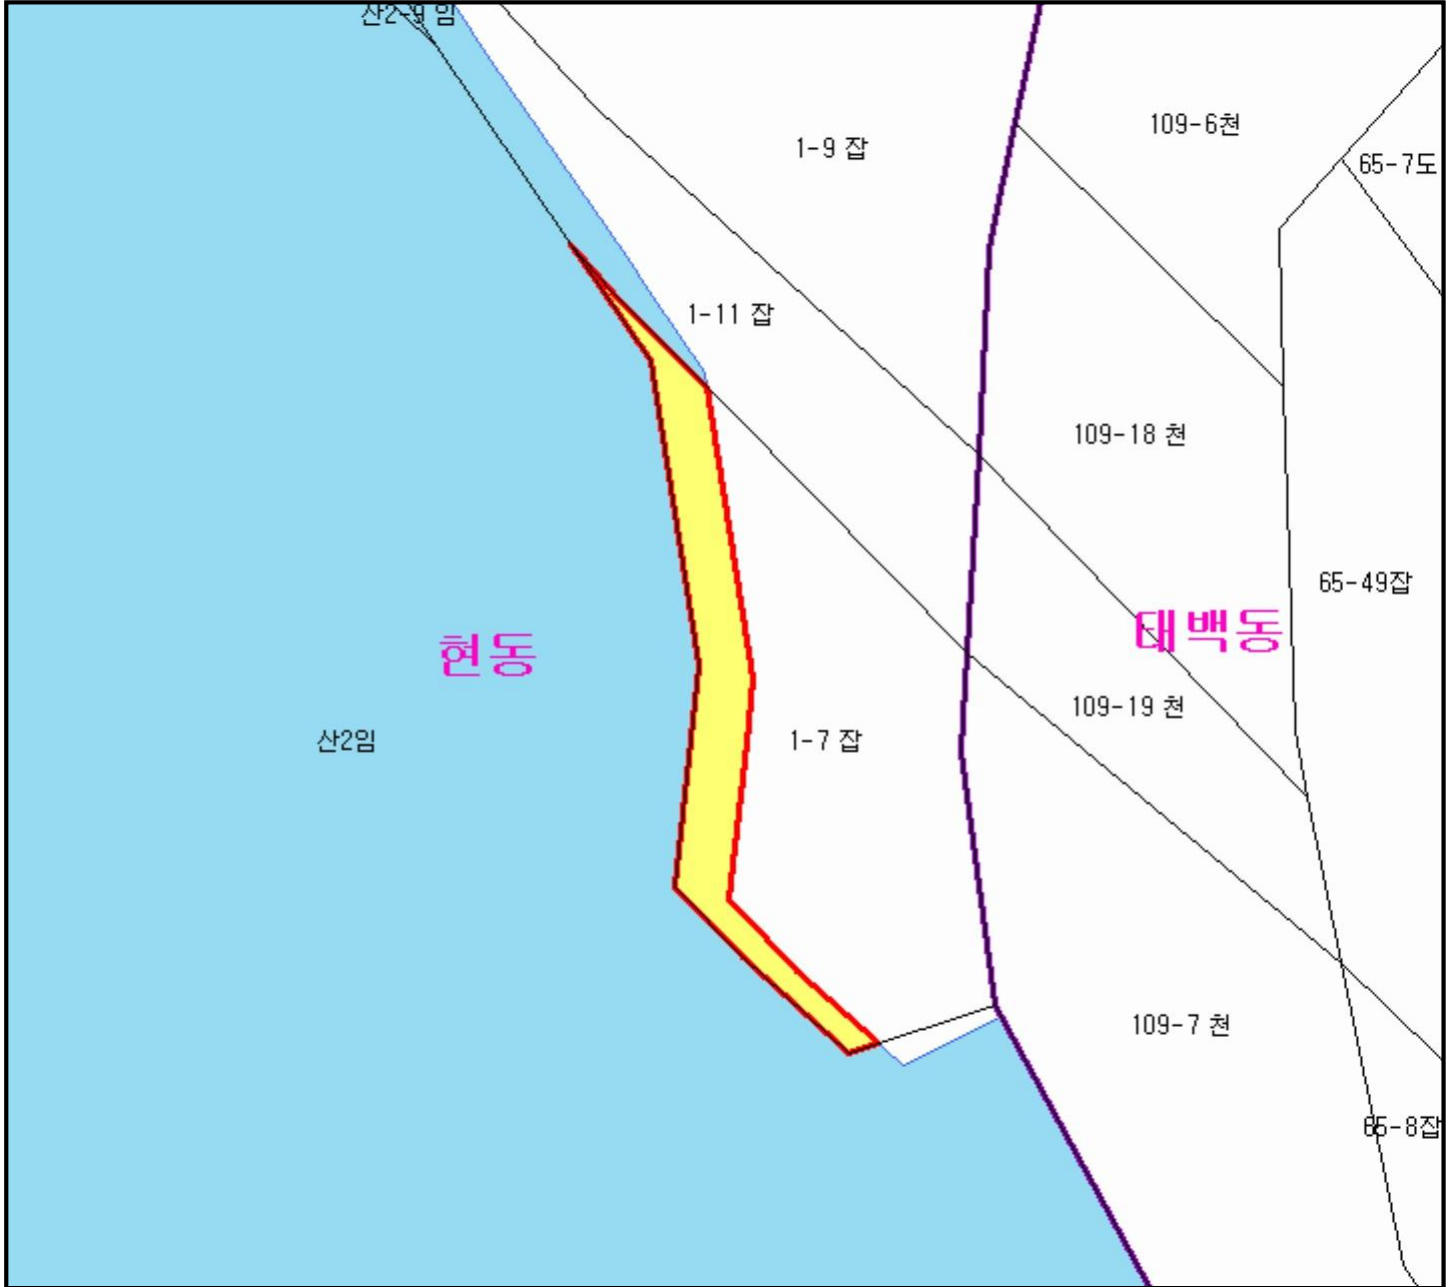 산2-9 임
109-6천
1-9 잡
65-7도
1-11 잡
109-18 천
65-49잡
태백동
현동
109-19 천
산2임
1-7 잡
109-7 천
65-8잡